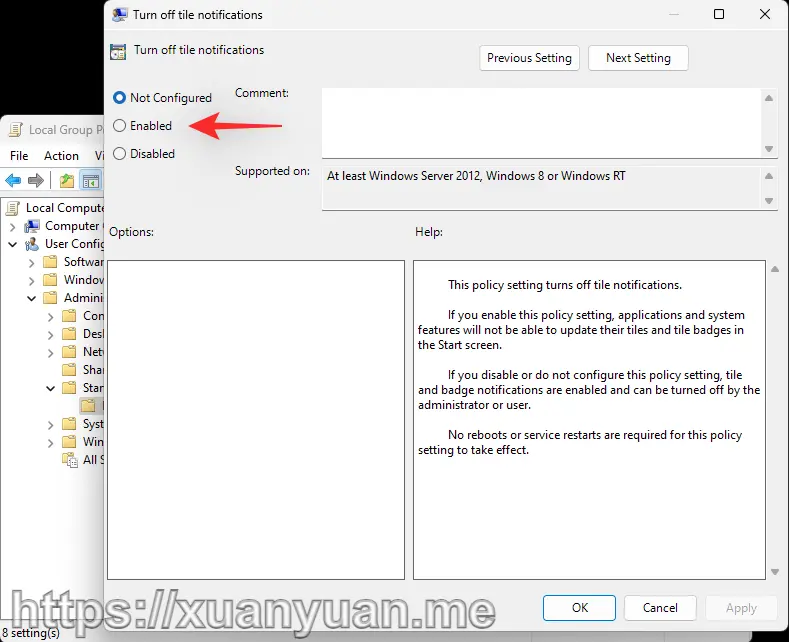 Turn off tile notifications
Turn off tile notifications
Previous Setting
Next Setting
Not Configured
Enabled
Disabled
Comment:
Supported on:
At least Windows Server 2012, Windows 8 or Windows RT
Options:
Help:
This policy setting turns off tile notifications.
If you enable this policy setting, applications and system
features will not be able to update their tiles and tile badges in
the Start screen.
If you disable or do not configure this policy setting, tile
and badge notifications are enabled and can be turned off by the
administrator or user.
No reboots or service restarts are required for this policy
setting to take effect.
OK
Cancel
Apply
Local Group P
File
Action
Vi
Local Compute
Computer
User Config
Softwar
Window
Admini
Con
Des
Netw
Shar
Star
Syst
Win
All S
8 setting(s)
https://xuanyuan.me